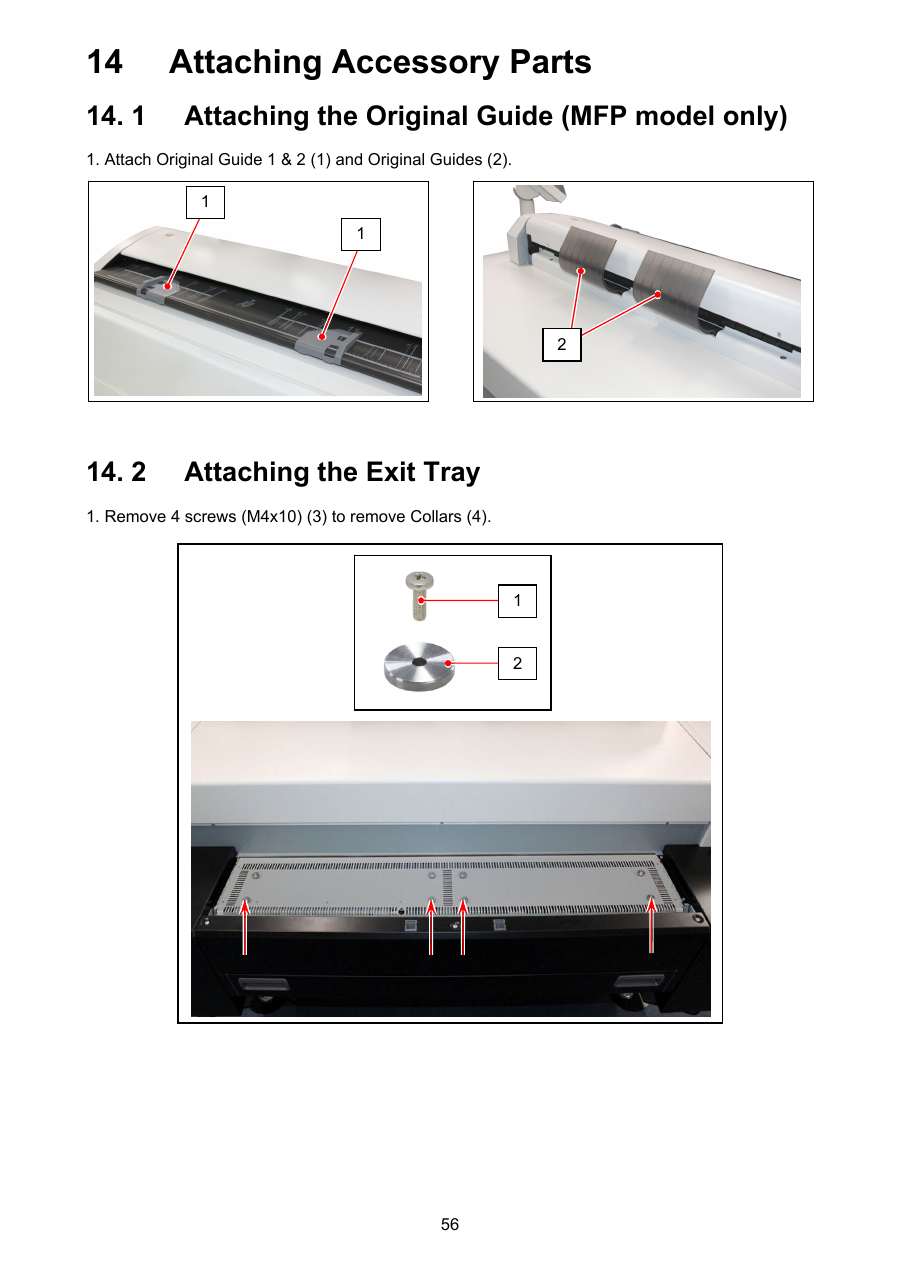 14 Attaching Accessory Parts
14. 1 Attaching the Original Guide (MFP model only)
1. Attach Original Guide 1 & 2 (1) and Original Guides (2).
1
1
2
14. 2 Attaching the Exit Tray
1. Remove 4 screws (M4x10) (3) to remove Collars (4).
1
2
56